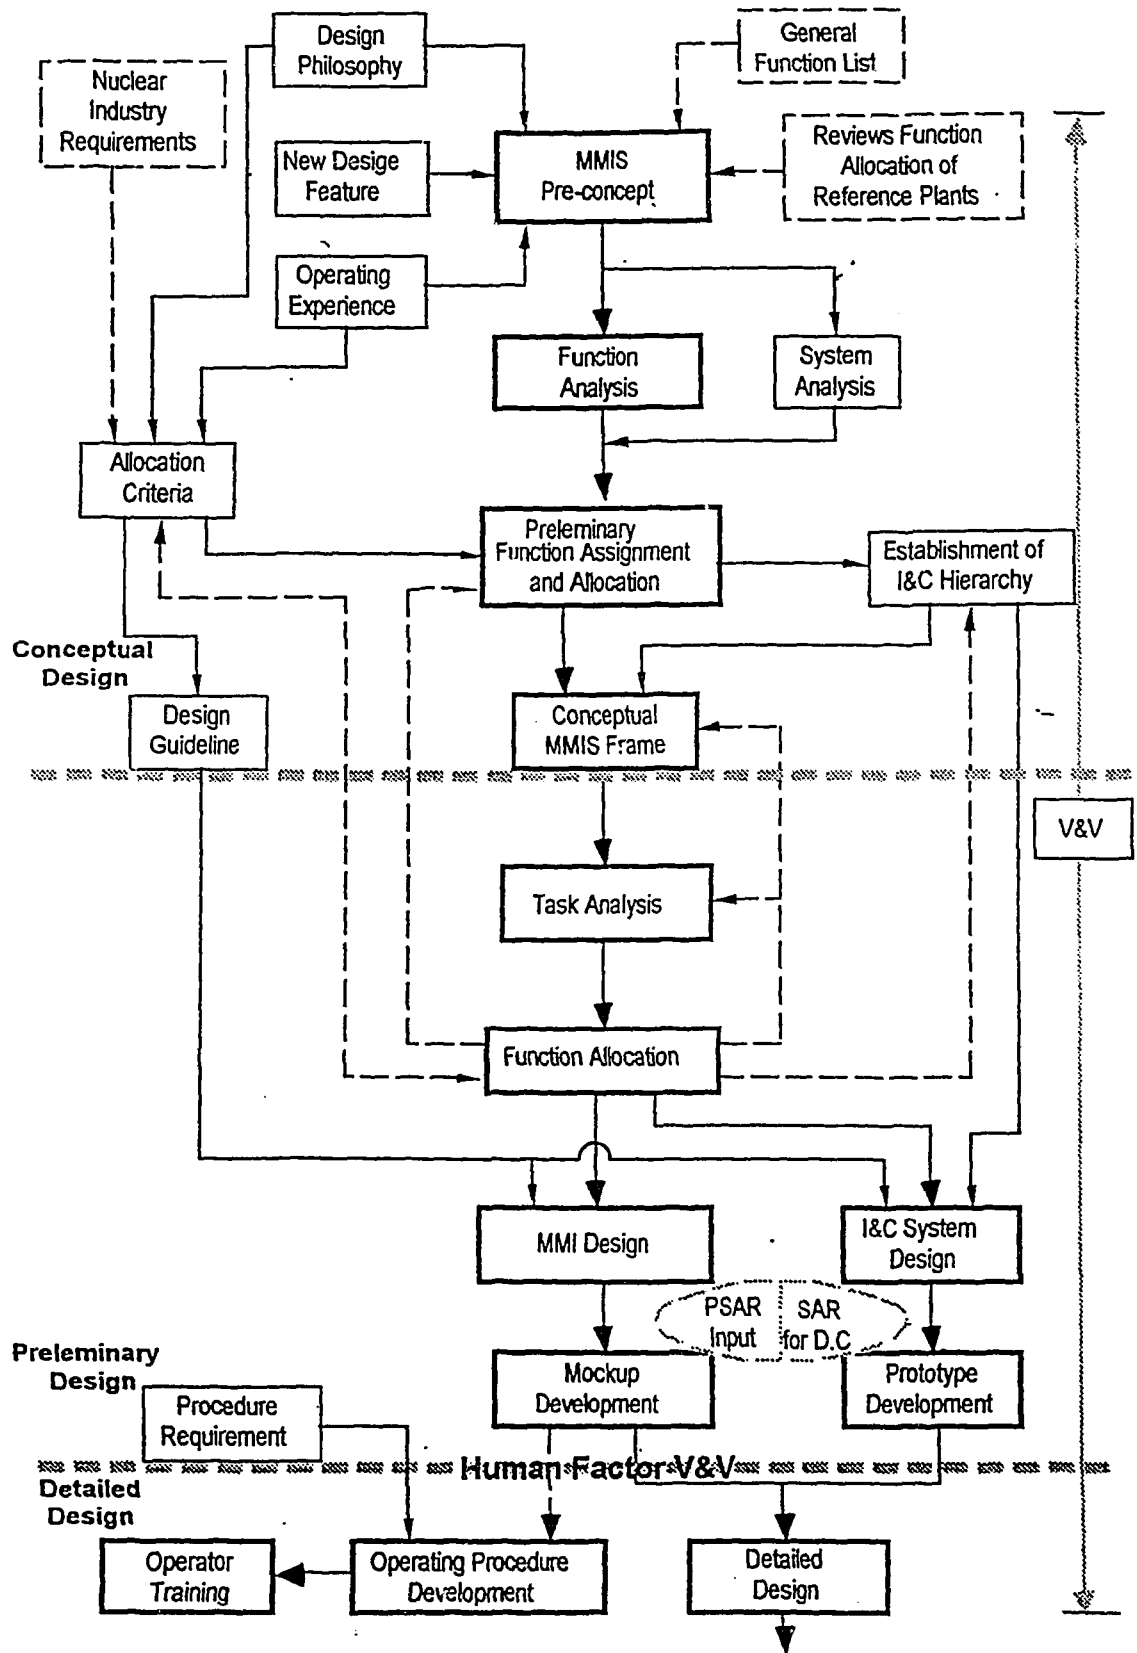 Design
Philosophy
General
Function List
Nuclear
Industry
Requirements
New Desige
Feature
MMIS
Pre-concept
Reviews Function
Allocation of
Reference Plants
Operating
Experience
Function
Analysis
System
Analysis
Allocation
Criteria
Preleminary
Function Assignment
and Allocation
Establishment of
I&C Hierarchy
Conceptual
Design
Design
Guideline
Conceptual
MMIS Frame
V&V
Task Analysis
Function Allocation
MMI Design
I&C System
Design
PSAR
Input
SAR
for D.C
Preleminary
Design
Mockup
Development
Prototype
Development
Procedure
Requirement
Human Factor V&V
Detailed
Design
Operator
Training
Operating Procedure
Development
Detailed
Design